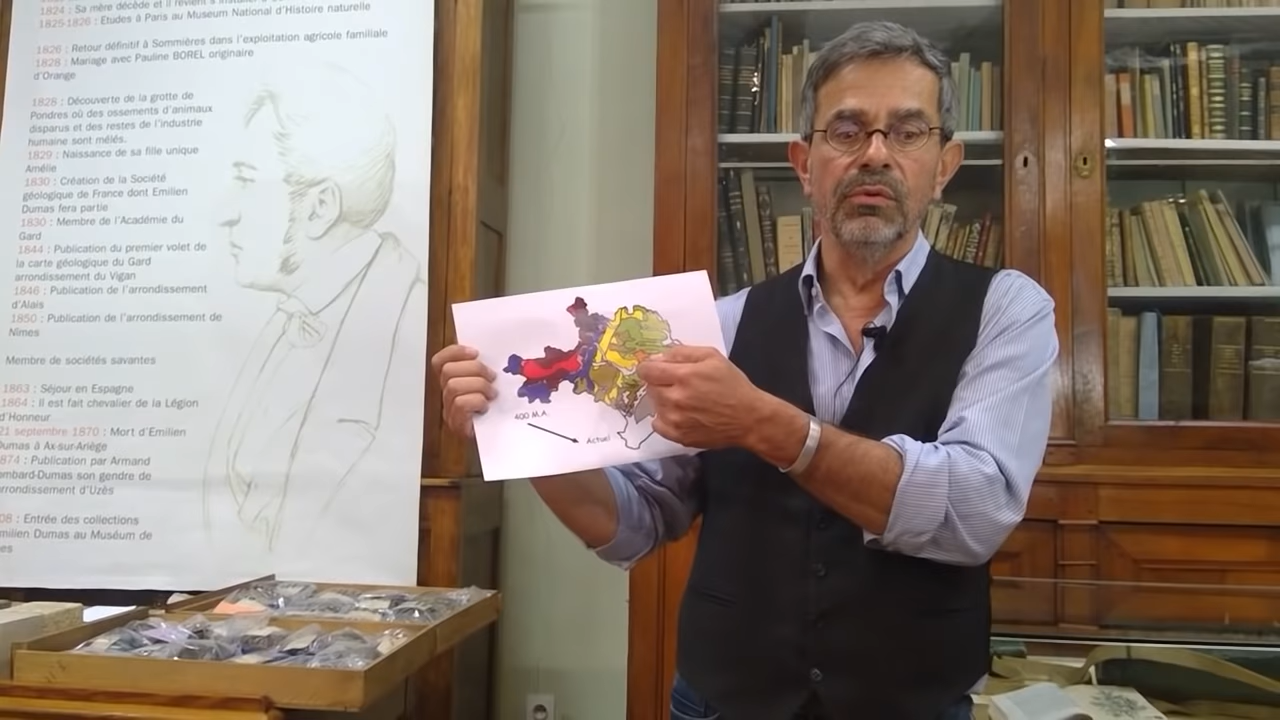 1824 : Sa mère décède et il revient s'installer
1825-1826 : Etudes à Paris au Museum National d'Histoire naturelle
1826 : Retour définitif à Sommières dans l'exploitation agricole familiale
1828 : Mariage avec Pauline BOREL originaire
d'Orange
1828 : Découverte de la grotte de
Pondres où des ossements d'animaux
disparus et des restes de l'industrie
humaine sont mélés.
1829 : Naissance de sa fille unique
Amélie
1830 : Création de la Société
géologique de France dont Emilien
Dumas fera partie
1830 : Membre de l'Académie du
Gard
1844 : Publication du premier volet de
la carte géologique du Gard
arrondissement du Vigan
1846 : Publication de l'arrondissement
d'Alais
1850 : Publication de l'arrondissement de
Nîmes
Membre de sociétés savantes
1863 : Séjour en Espagne
1864 : Il est fait chevalier de la Légion
d'Honneur
21 septembre 1870 : Mort d'Emilien
Dumas à Ax-sur-Ariège
874 : Publication par Armand
ombard-Dumas son gendre de
rrondissement d'Uzès
08 : Entrée des collections
milien Dumas au Muséum de
es
400 M.A.
Actuel